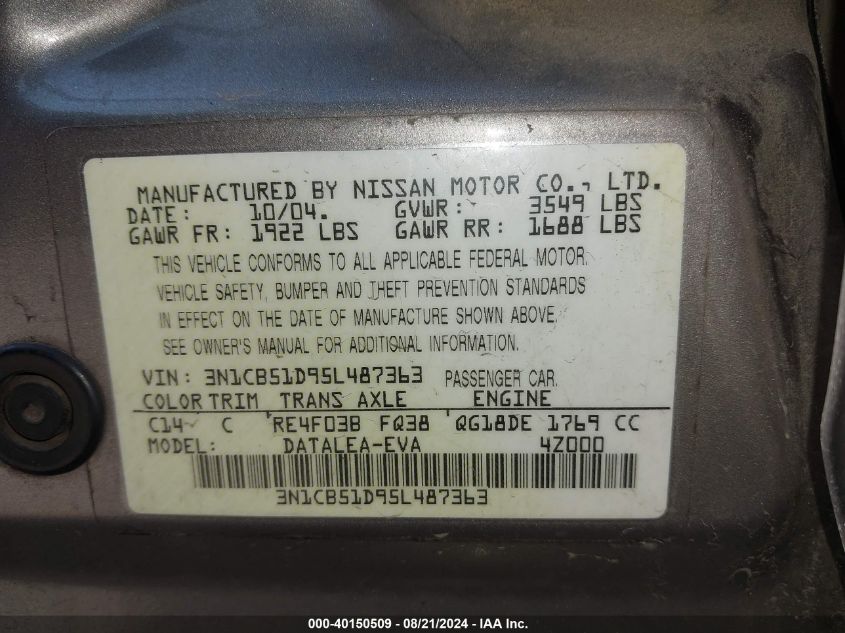 MANUFACTURED BY NISSAN MOTOR CO., LTD.
DATE: 10/04. GVWR: 3549 LBS
GAWR FR: 1922 LBS GAWR RR: 1688 LBS
THIS VEHICLE CONFORMS TO ALL APPLICABLE FEDERAL MOTOR
VEHICLE SAFETY, BUMPER AND THEFT PREVENTION STANDARDS
IN EFFECT ON THE DATE OF MANUFACTURE SHOWN ABOVE.
SEE OWNER'S MANUAL FOR ADDITIONAL INFORMATION.
VIN: 3N1CB51D95L487363 PASSENGER CAR
COLOR TRIM TRANS AXLE ENGINE
C14 C RE4F03B FQ38 QG18DE 1769 CC
MODEL: DATALEA-EVA 4Z000
3N1CB51D95L487363
000-40150509 - 08/21/2024 - IAA Inc.